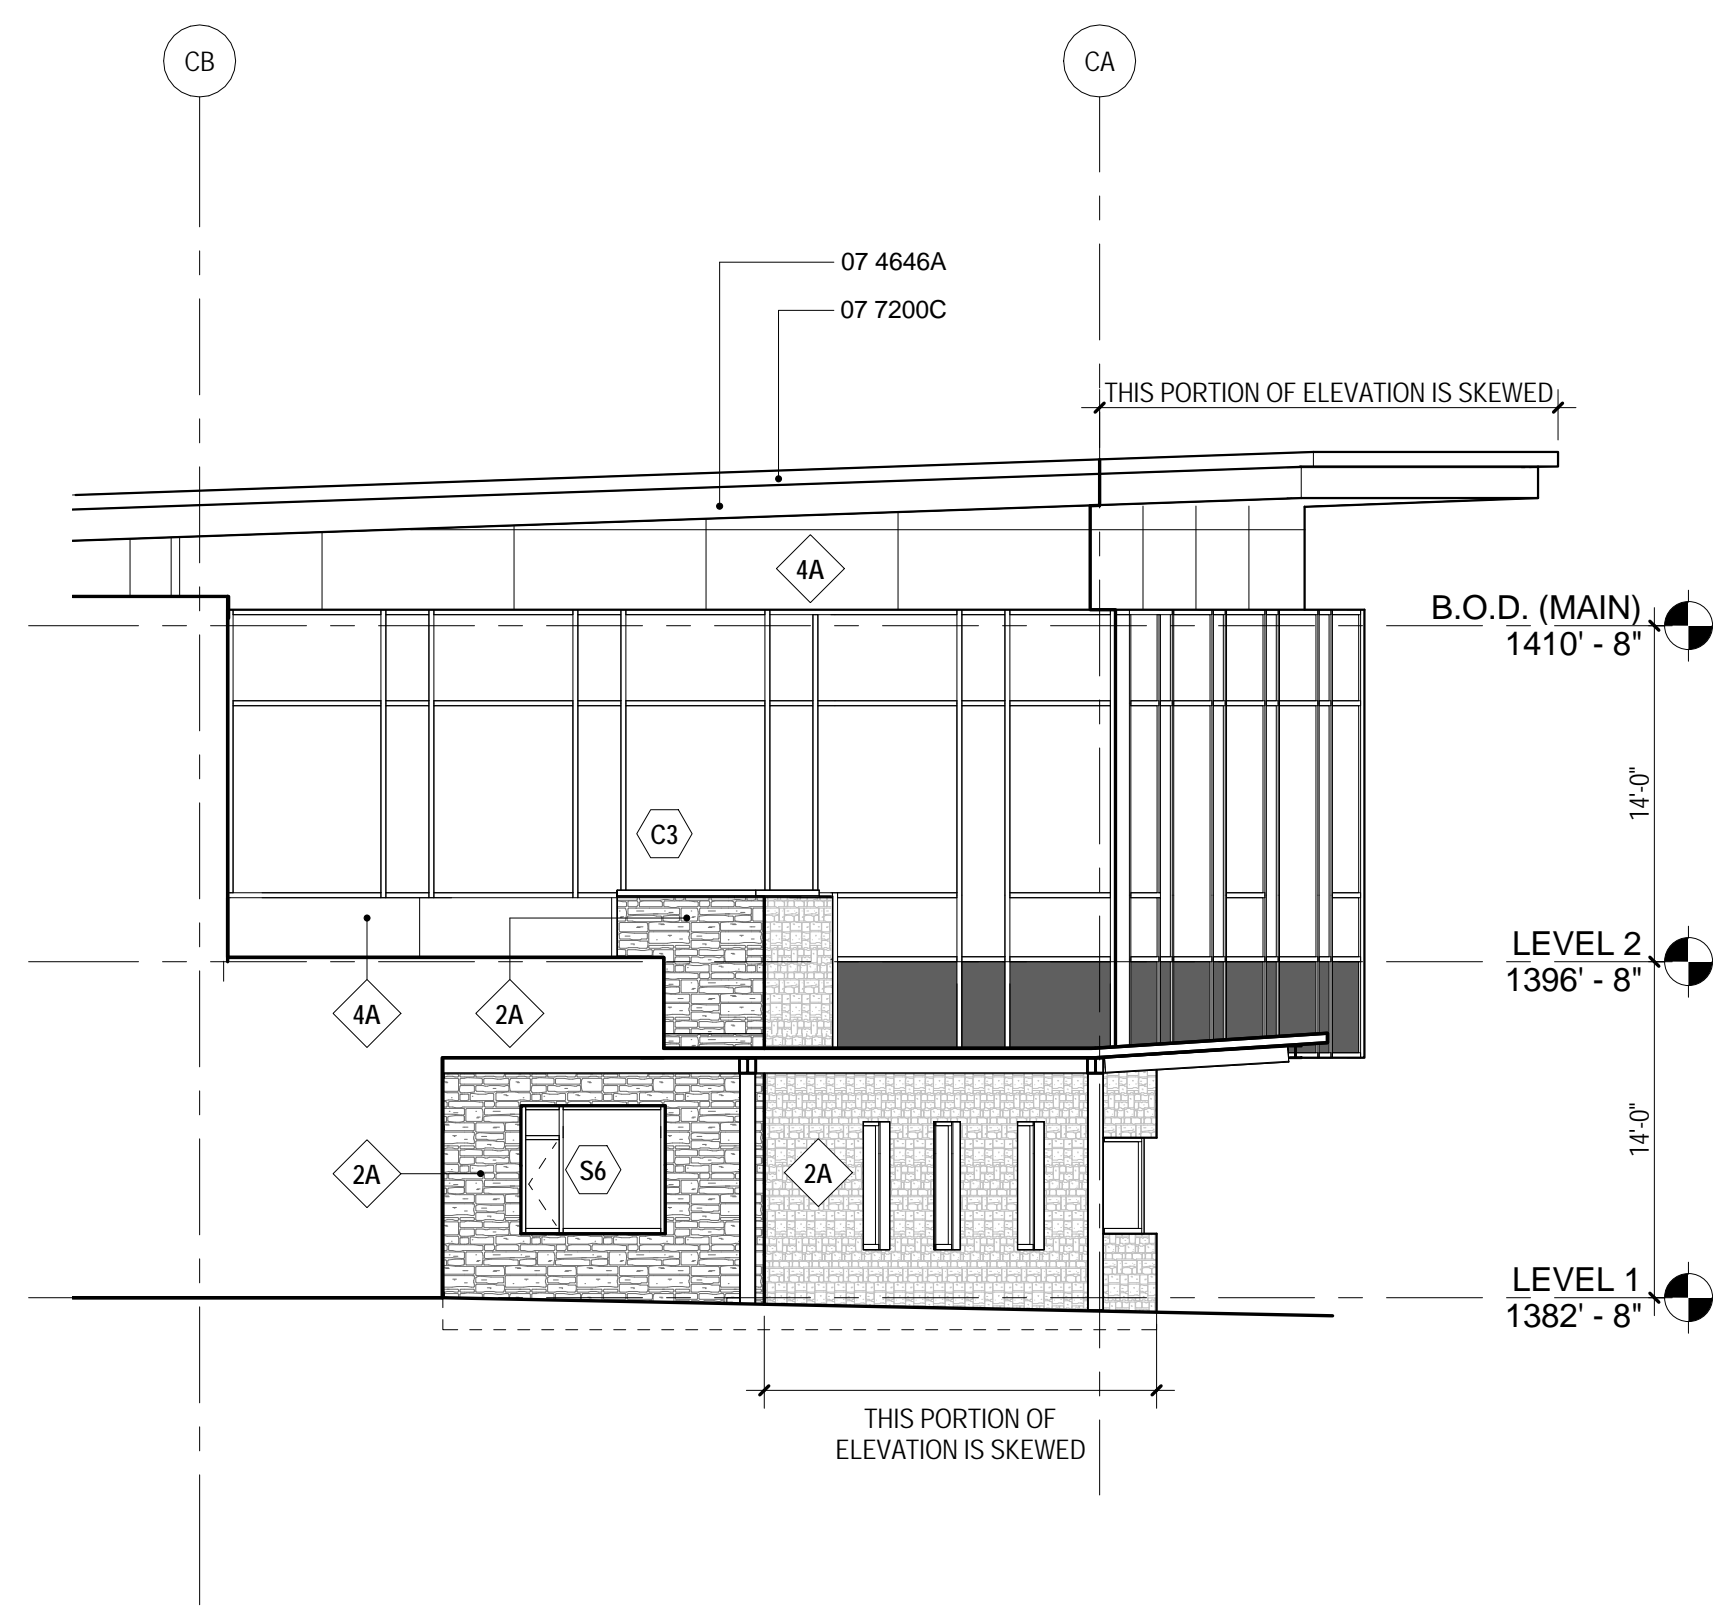 CB
CA
07 4646A
07 7200C
THIS PORTION OF ELEVATION IS SKEWED
4A
B.O.D. (MAIN)
1410' - 8"
14'-0"
C3
LEVEL 2
1396' - 8"
4A
2A
14'-0"
2A
S6
2A
LEVEL 1
1382' - 8"
THIS PORTION OF
ELEVATION IS SKEWED